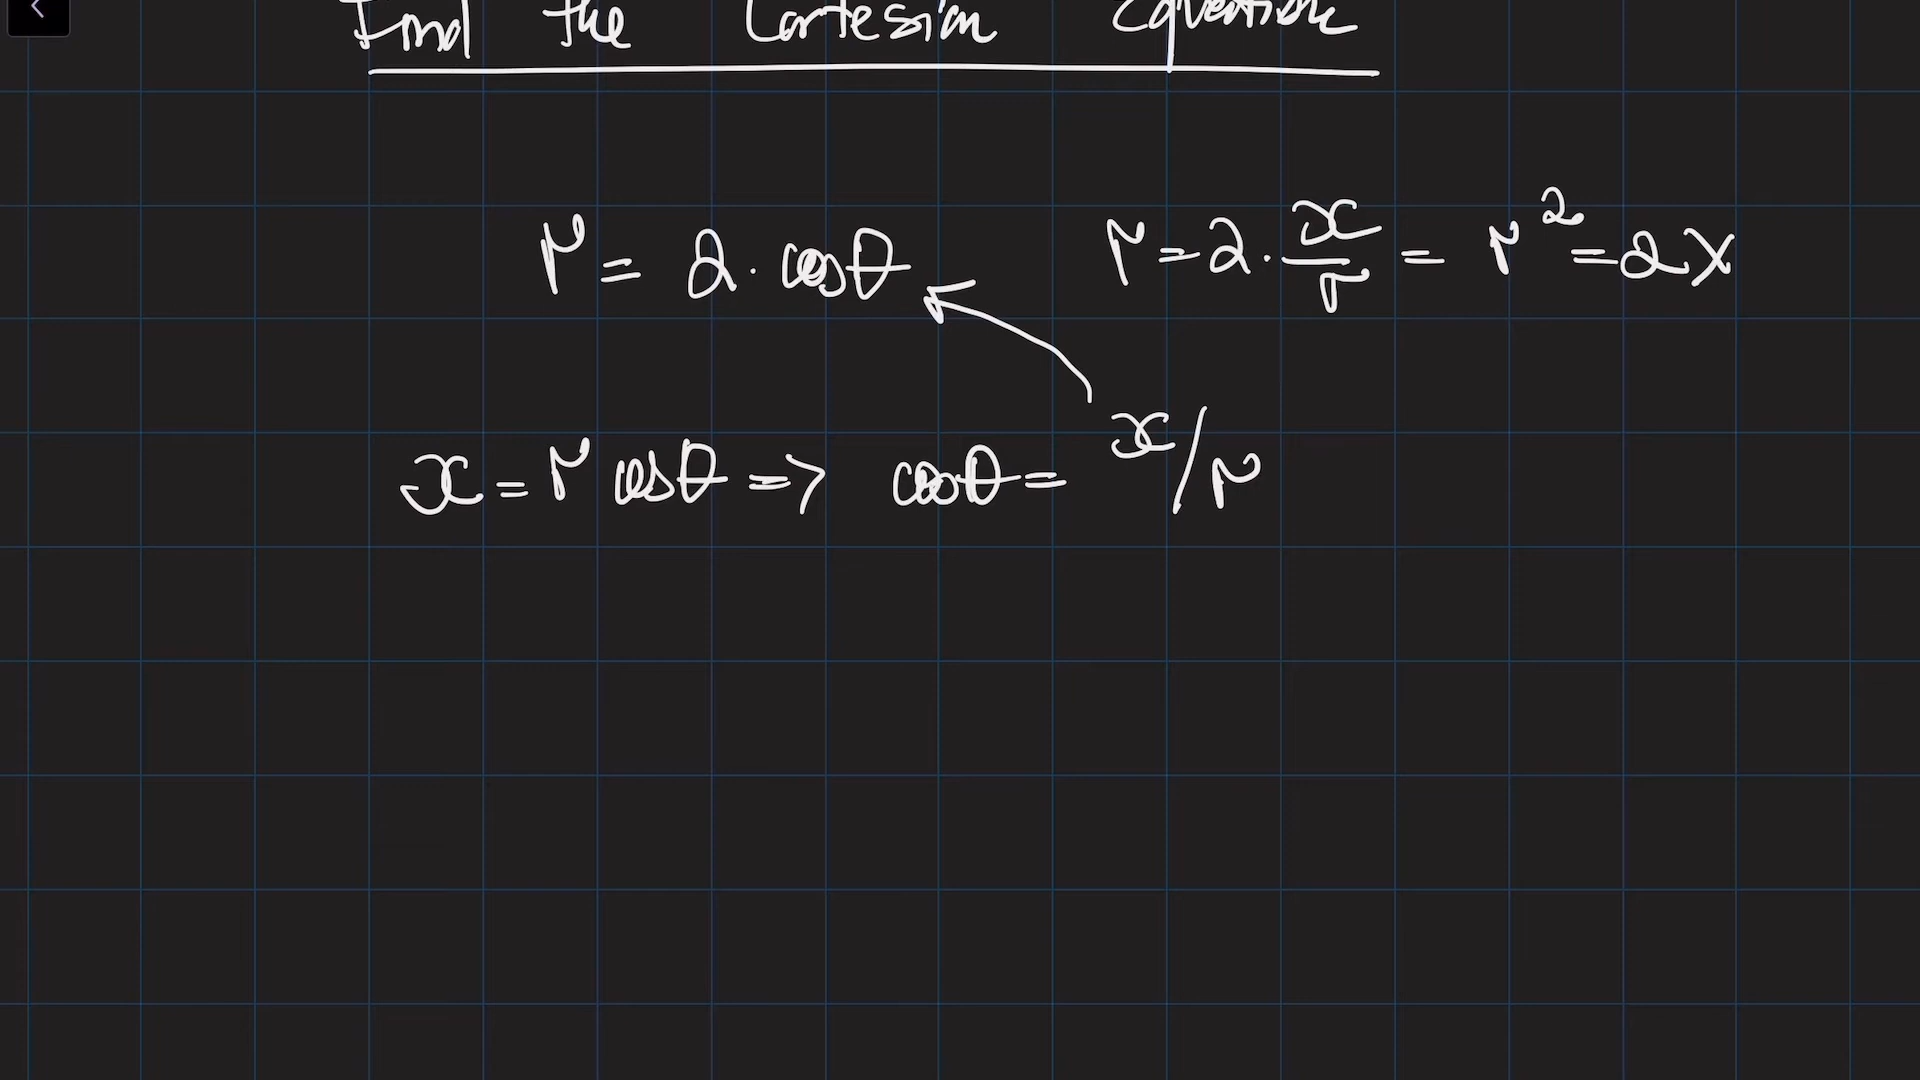 Find the Cartesian Equation
r = 2 · cosθ
r = 2 · x/r = r² = 2x
x = r cosθ => cosθ = x/r